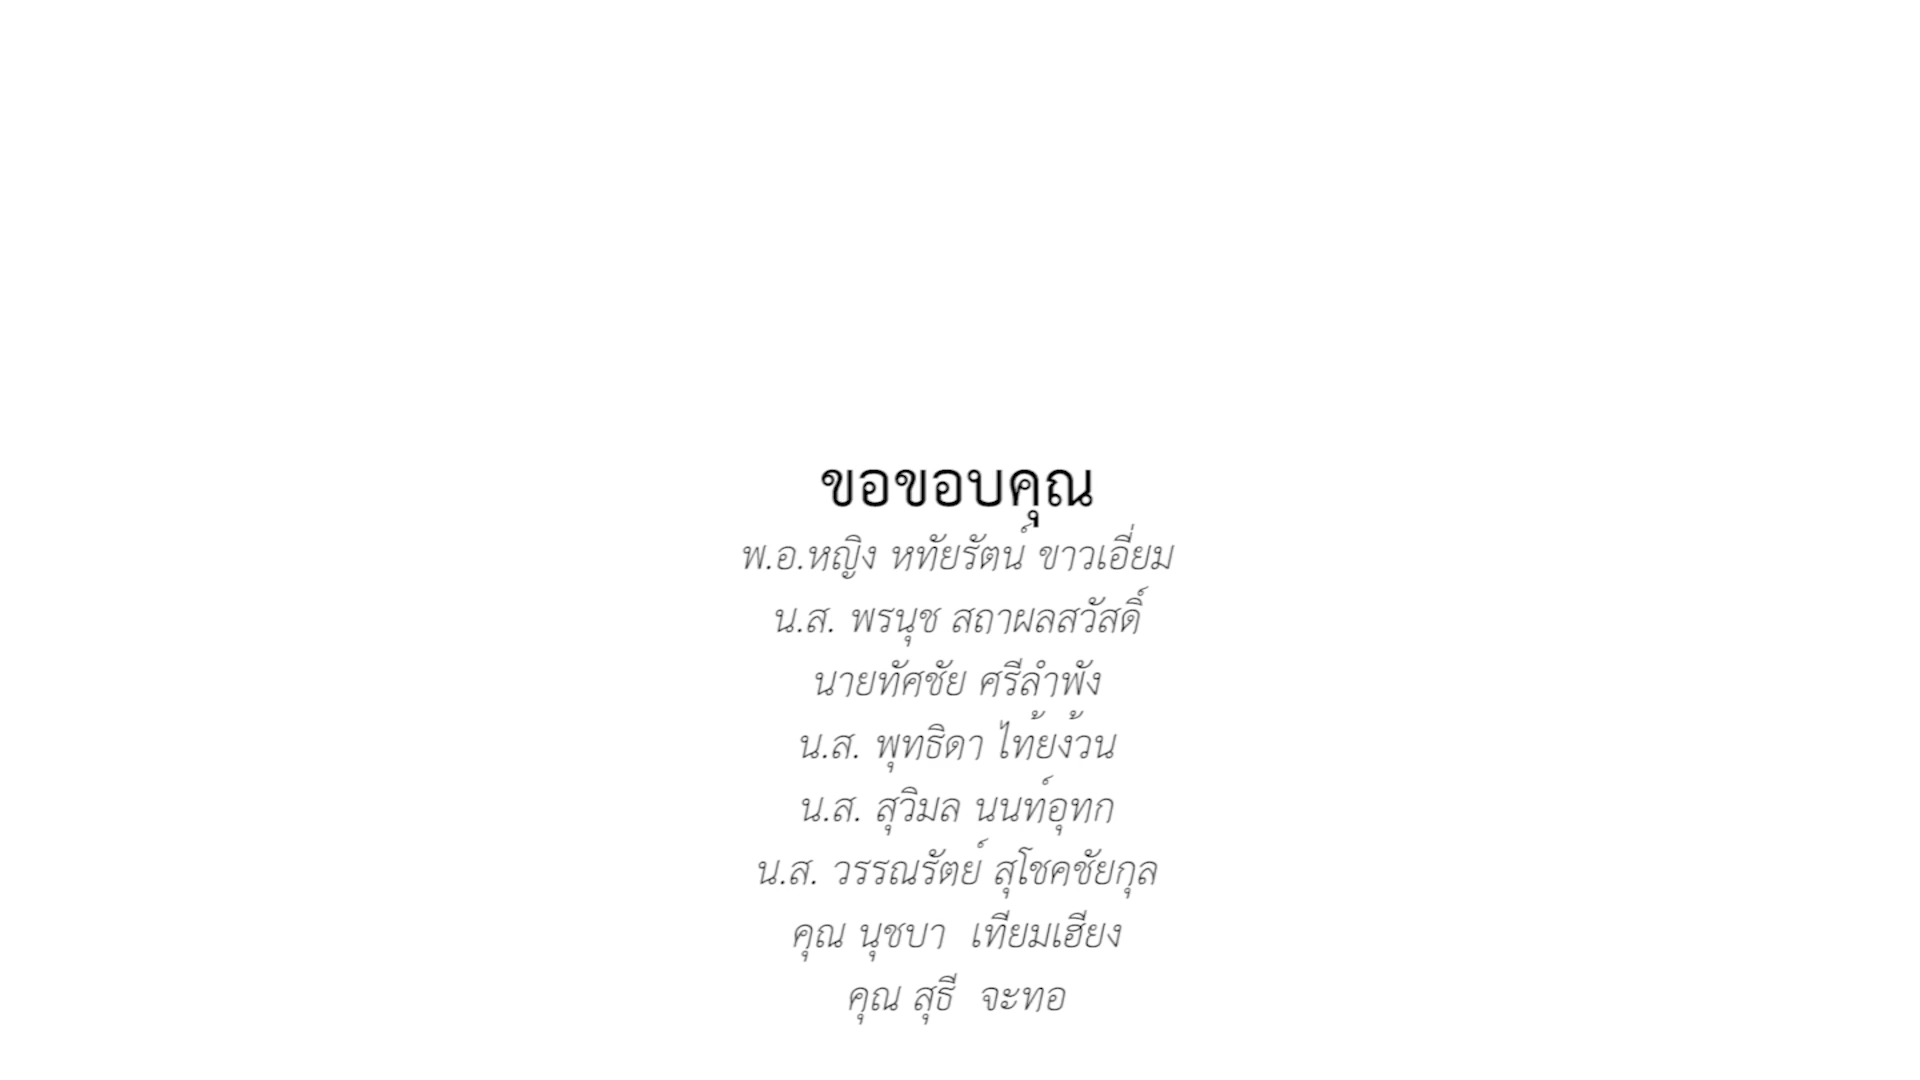 ขอขอบคุณ
พ.อ.หญิง หทัยรัตน์ ขาวเอี่ยม
น.ส. พรนุช สถาผลสวัสดิ์
นายทัศชัย ศรีลำพัง
น.ส. พุทธิดา ไท้ยง้วน
น.ส. สุวิมล นนท์อุทก
น.ส. วรรณรัตย์ สุโชคชัยกุล
คุณ นุชบา  เทียมเฮียง
คุณ สุธี  จะทอ